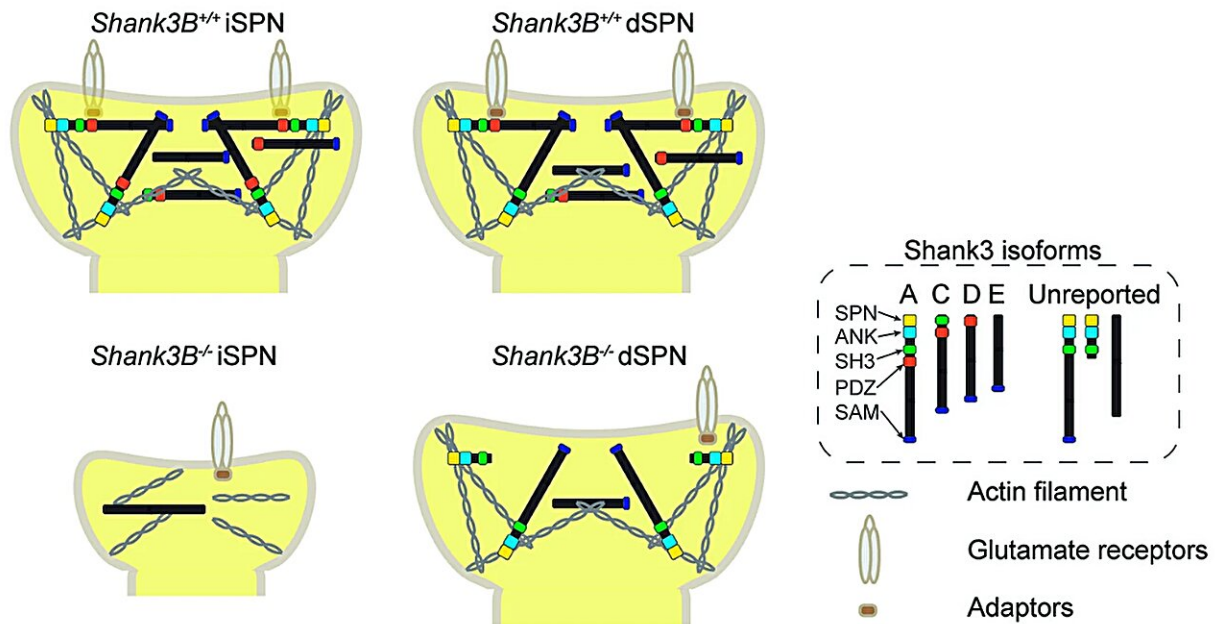 Shank3B+/+ iSPN
Shank3B+/+ dSPN
Shank3B-/- iSPN
Shank3B-/- dSPN
Shank3 isoforms
A C D E Unreported
SPN
ANK
SH3
PDZ
SAM
Actin filament
Glutamate receptors
Adaptors